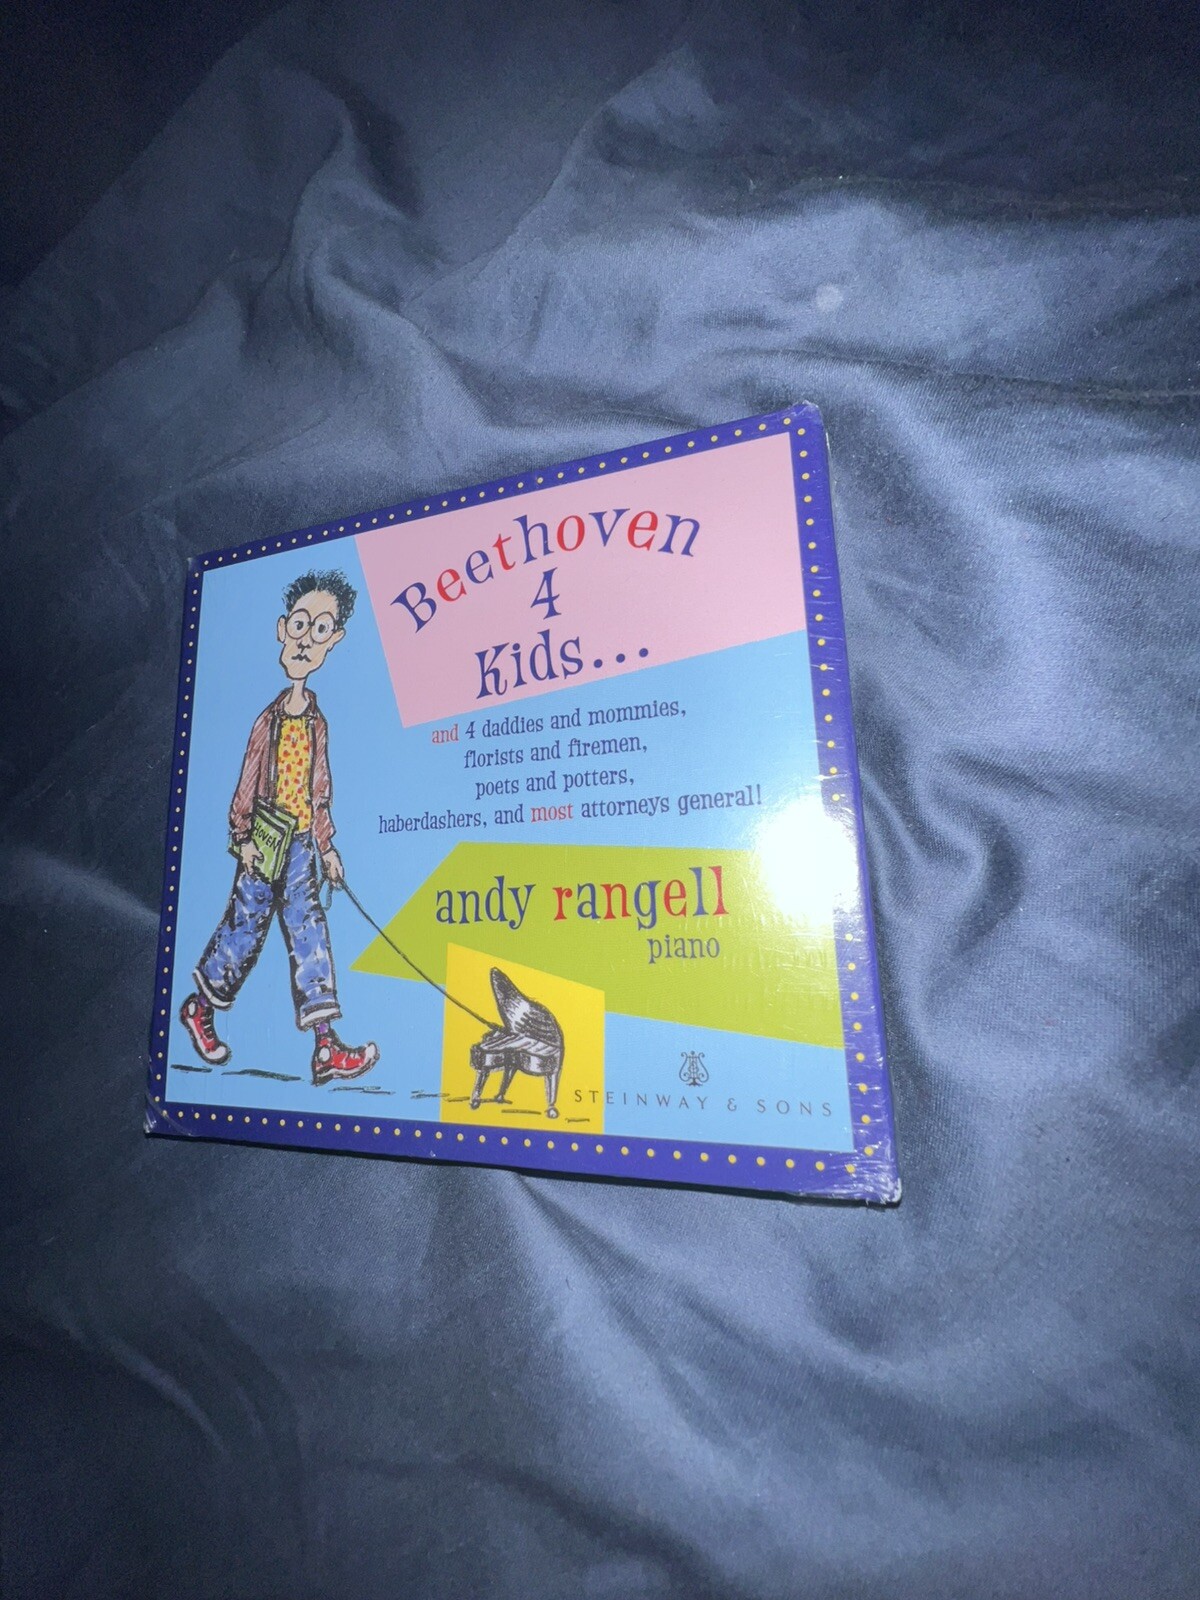 Beethoven
4
Kids...
and 4 daddies and mommies,
florists and firemen,
poets and potters,
haberdashers, and most attorneys general!
HOVEN
andy rangell
piano
STEINWAY & SONS